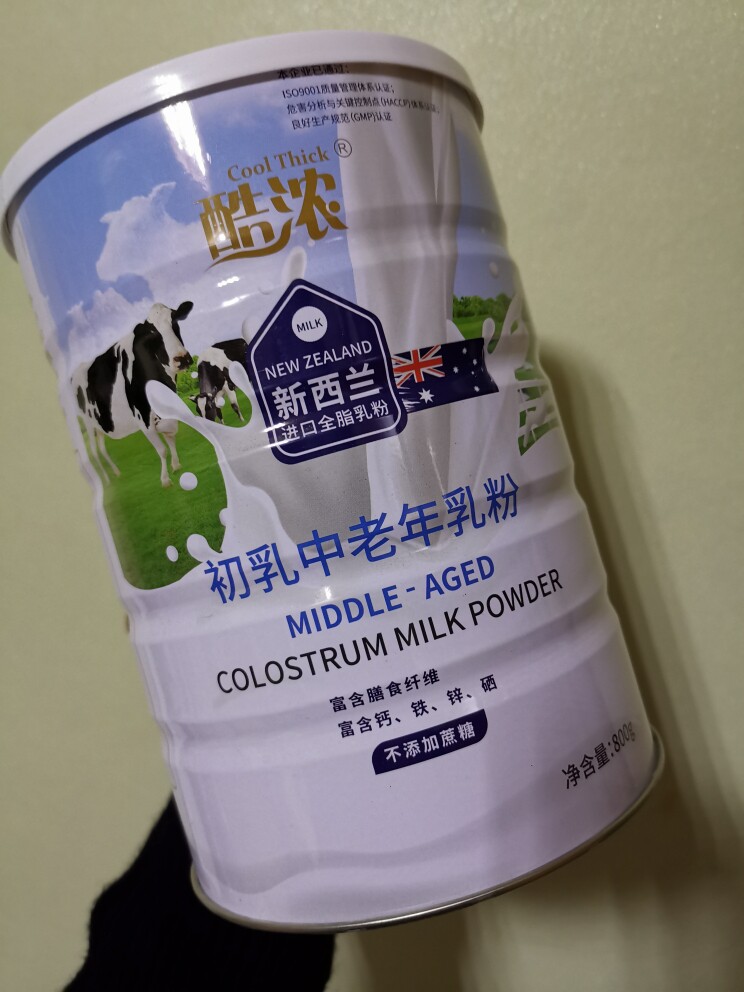 本企业已通过:
ISO9001质量管理体系认证;
危害分析与关键控制点(HACCP)体系认证;
良好生产规范(GMP)认证
Cool Thick ®
酷浓
MILK
NEW ZEALAND
新西兰
进口全脂乳粉
初乳中老年乳粉
MIDDLE-AGED
COLOSTRUM MILK POWDER
富含膳食纤维
富含钙、铁、锌、硒
不添加蔗糖
净含量:800g